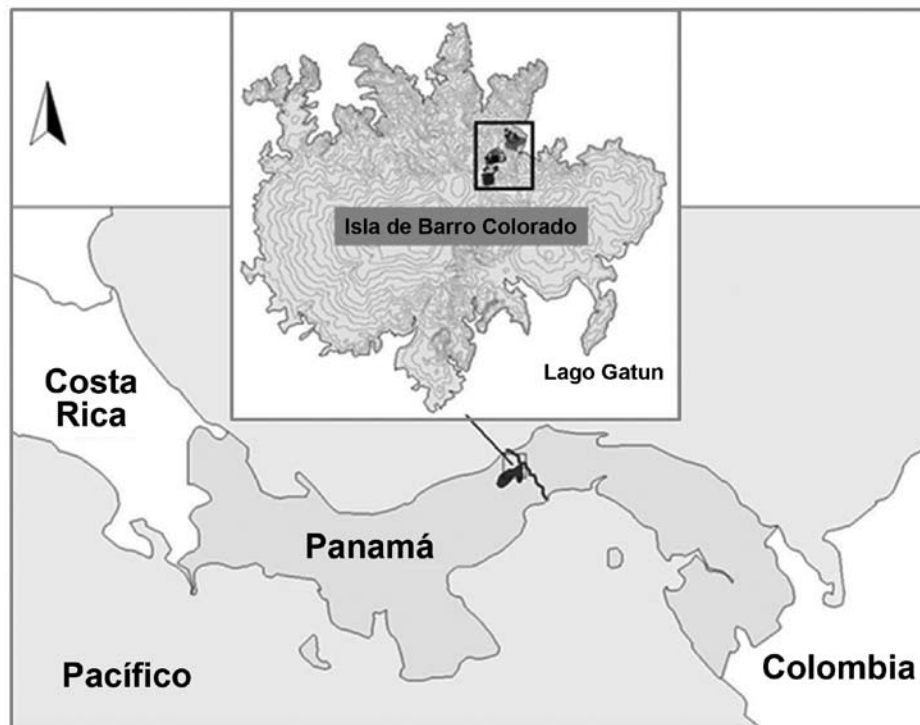 Isla de Barro Colorado
Lago Gatun
Costa
Rica
Panamá
Pacífico
Colombia